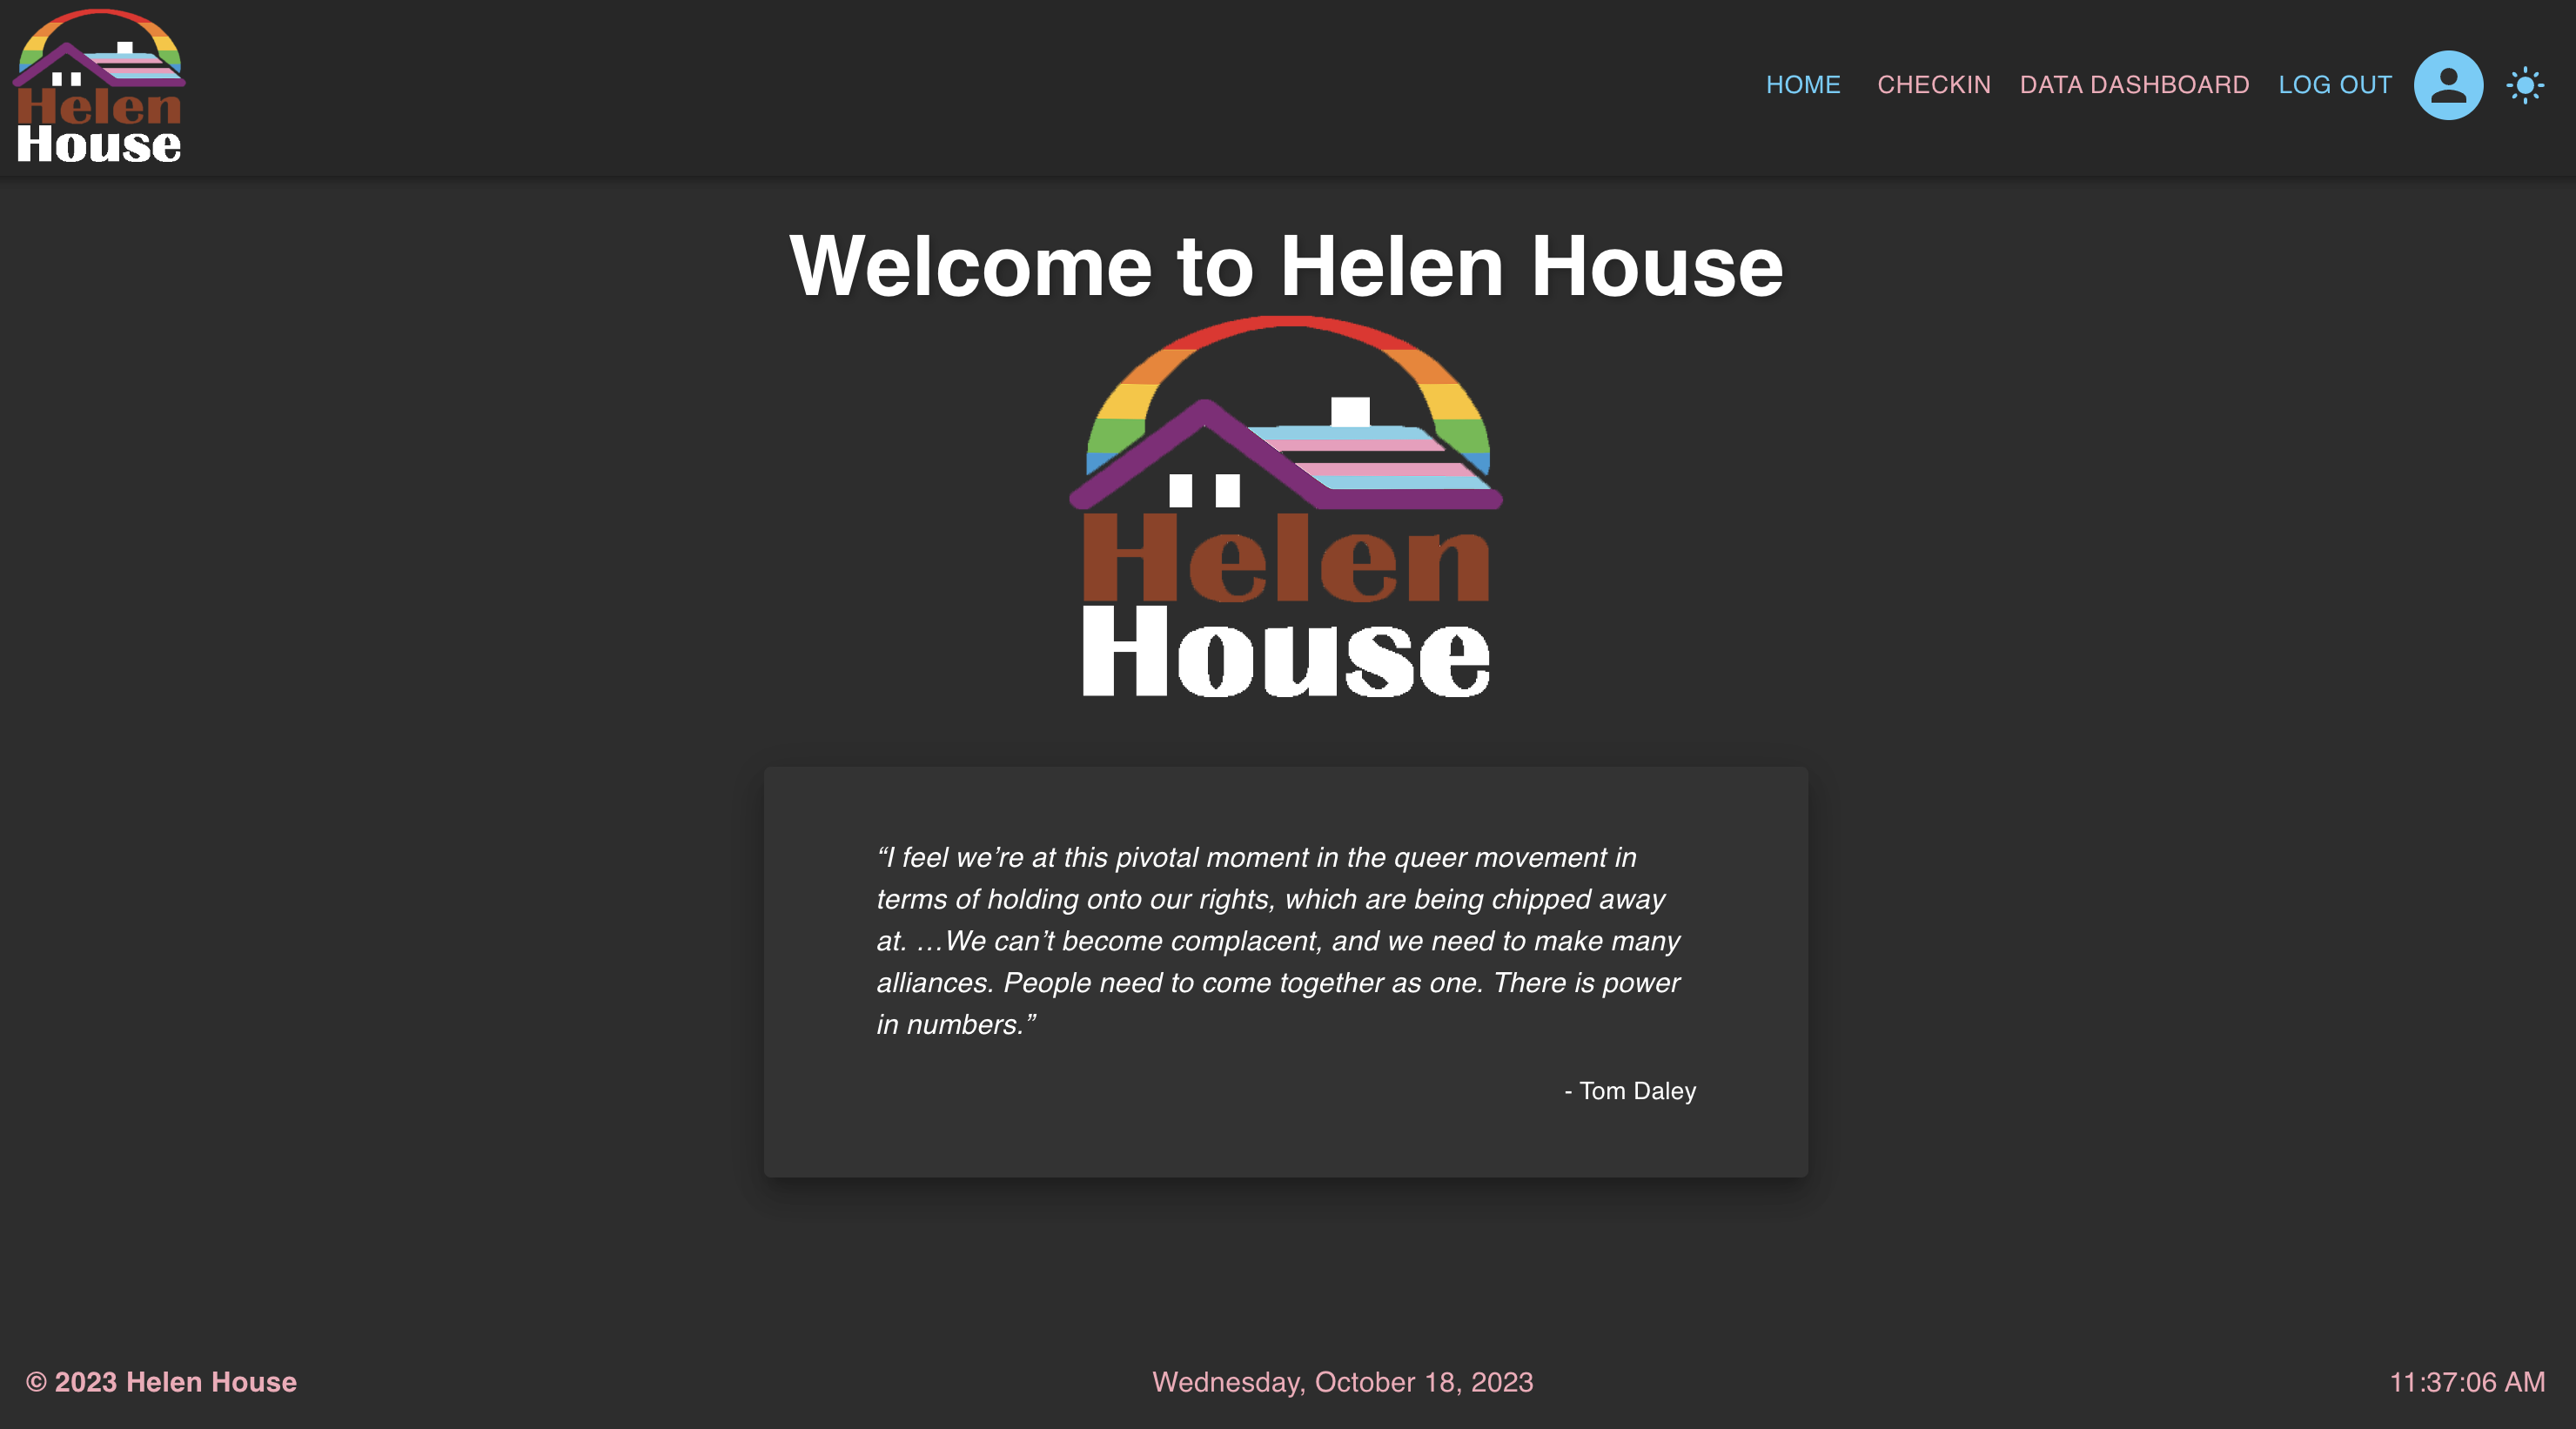 Helen
House
HOME CHECKIN DATA DASHBOARD LOG OUT
Welcome to Helen House
Helen
House
“I feel we’re at this pivotal moment in the queer movement in
terms of holding onto our rights, which are being chipped away
at. …We can’t become complacent, and we need to make many
alliances. People need to come together as one. There is power
in numbers.”
- Tom Daley
© 2023 Helen House
Wednesday, October 18, 2023
11:37:06 AM